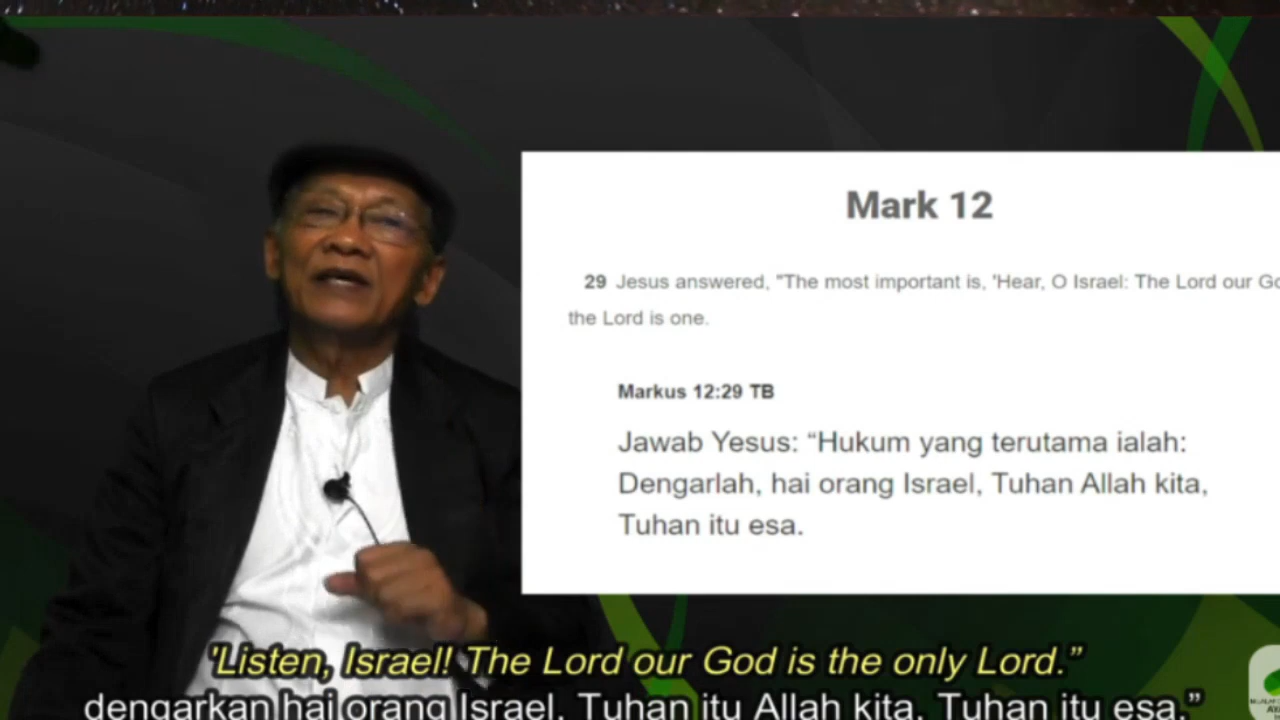 Mark 12
29 Jesus answered, "The most important is, 'Hear, O Israel: The Lord our Go
the Lord is one.
Markus 12:29 TB
Jawab Yesus: “Hukum yang terutama ialah:
Dengarlah, hai orang Israel, Tuhan Allah kita,
Tuhan itu esa.
'Listen, Israel! The Lord our God is the only Lord.”
dengarkan hai orang Israel, Tuhan itu Allah kita, Tuhan itu esa.”